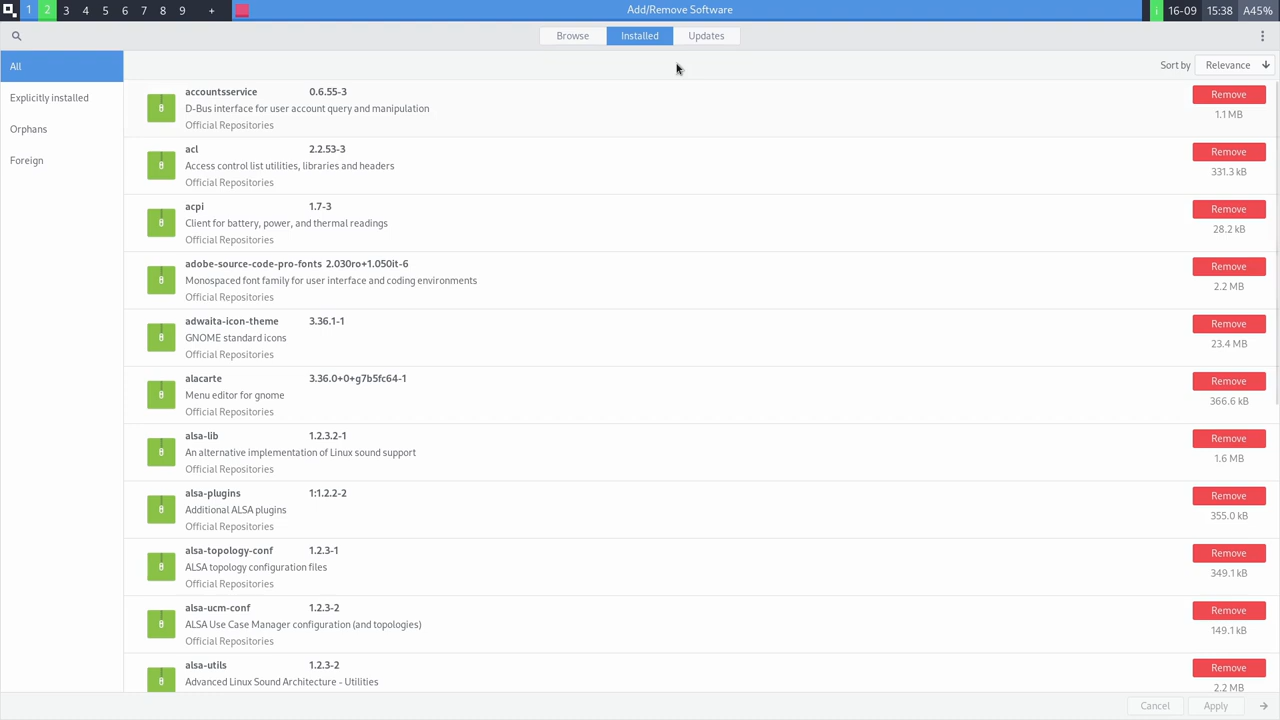 1 2 3 4 5 6 7 8 9 + Add/Remove Software i 16-09 15:38 A45%
Browse Installed Updates
All
Explicitly installed
Orphans
Foreign
Sort by Relevance
accountsservice 0.6.55-3
D-Bus interface for user account query and manipulation
Official Repositories
Remove
1.1 MB
acl 2.2.53-3
Access control list utilities, libraries and headers
Official Repositories
Remove
331.3 kB
acpi 1.7-3
Client for battery, power, and thermal readings
Official Repositories
Remove
28.2 kB
adobe-source-code-pro-fonts 2.030ro+1.050it-6
Monospaced font family for user interface and coding environments
Official Repositories
Remove
2.2 MB
adwaita-icon-theme 3.36.1-1
GNOME standard icons
Official Repositories
Remove
23.4 MB
alacarte 3.36.0+0+g7b5fc64-1
Menu editor for gnome
Official Repositories
Remove
366.6 kB
alsa-lib 1.2.3.2-1
An alternative implementation of Linux sound support
Official Repositories
Remove
1.6 MB
alsa-plugins 1:1.2.2-2
Additional ALSA plugins
Official Repositories
Remove
355.0 kB
alsa-topology-conf 1.2.3-1
ALSA topology configuration files
Official Repositories
Remove
349.1 kB
alsa-ucm-conf 1.2.3-2
ALSA Use Case Manager configuration (and topologies)
Official Repositories
Remove
149.1 kB
alsa-utils 1.2.3-2
Advanced Linux Sound Architecture - Utilities
Remove
2.2 MB
Cancel Apply